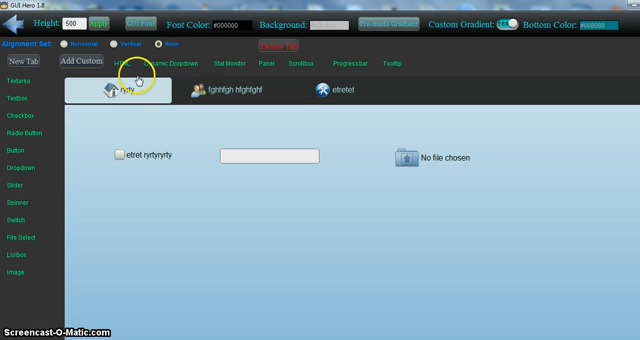 GUI Hero 1.8
Height: 500 Apply GUI Font Font Color: #000000 Background: Pre-made Gradient Custom Gradient: YES Bottom Color: #008080
Alignment Set: Horizontal Vertical None Delete Tab
New Tab Add Custom HTML Dynamic Dropdown Stat Monitor Panel Scrollbox Progressbar Tooltip
Textarea
ryrty fghhfgh hfghfghf etretet
Textbox
Checkbox
Radio Button
Button
etret ryrtyryrty No file chosen
Dropdown
Slider
Spinner
Switch
File Select
Listbox
Image
Screencast-O-Matic.com